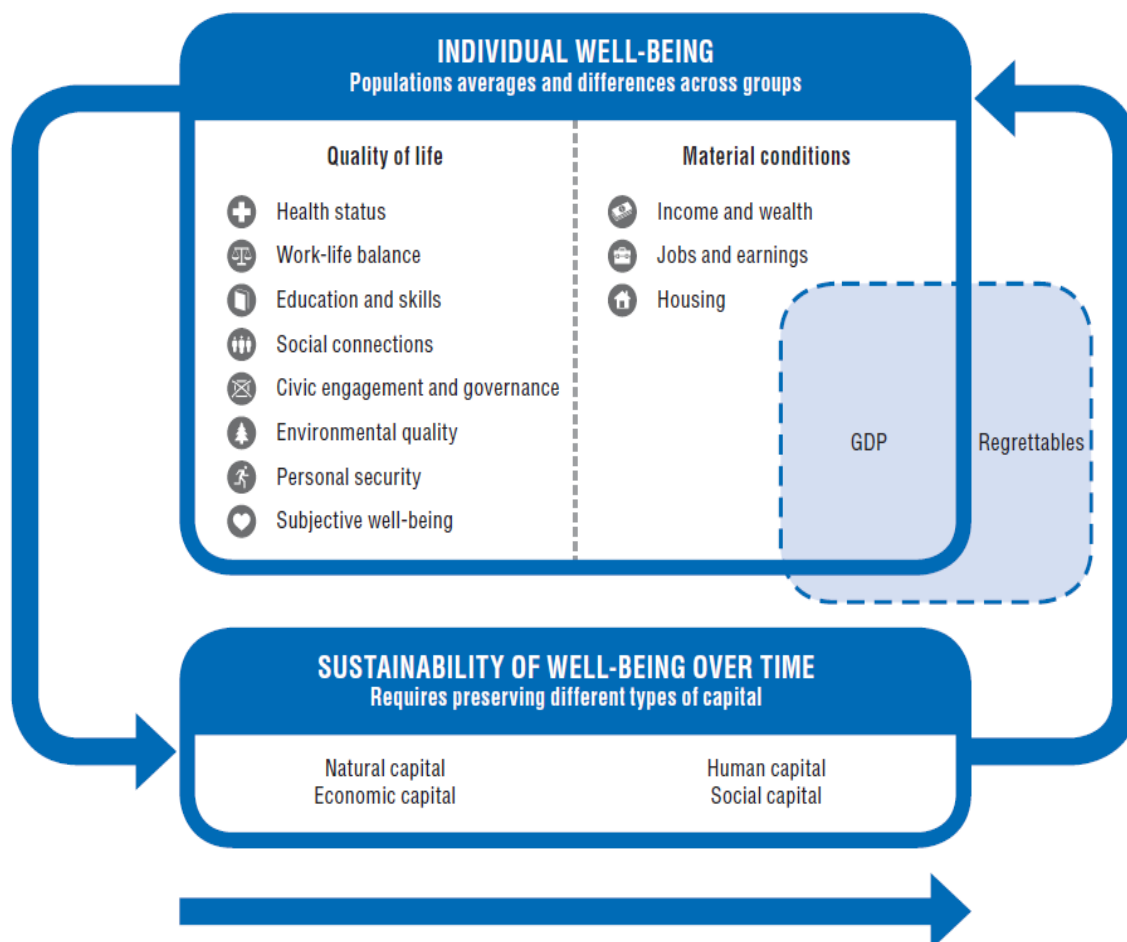 INDIVIDUAL WELL-BEING
Populations averages and differences across groups
Quality of life
Health status
Work-life balance
Education and skills
Social connections
Civic engagement and governance
Environmental quality
Personal security
Subjective well-being
Material conditions
Income and wealth
Jobs and earnings
Housing
GDP
Regrettables
SUSTAINABILITY OF WELL-BEING OVER TIME
Requires preserving different types of capital
Natural capital
Economic capital
Human capital
Social capital